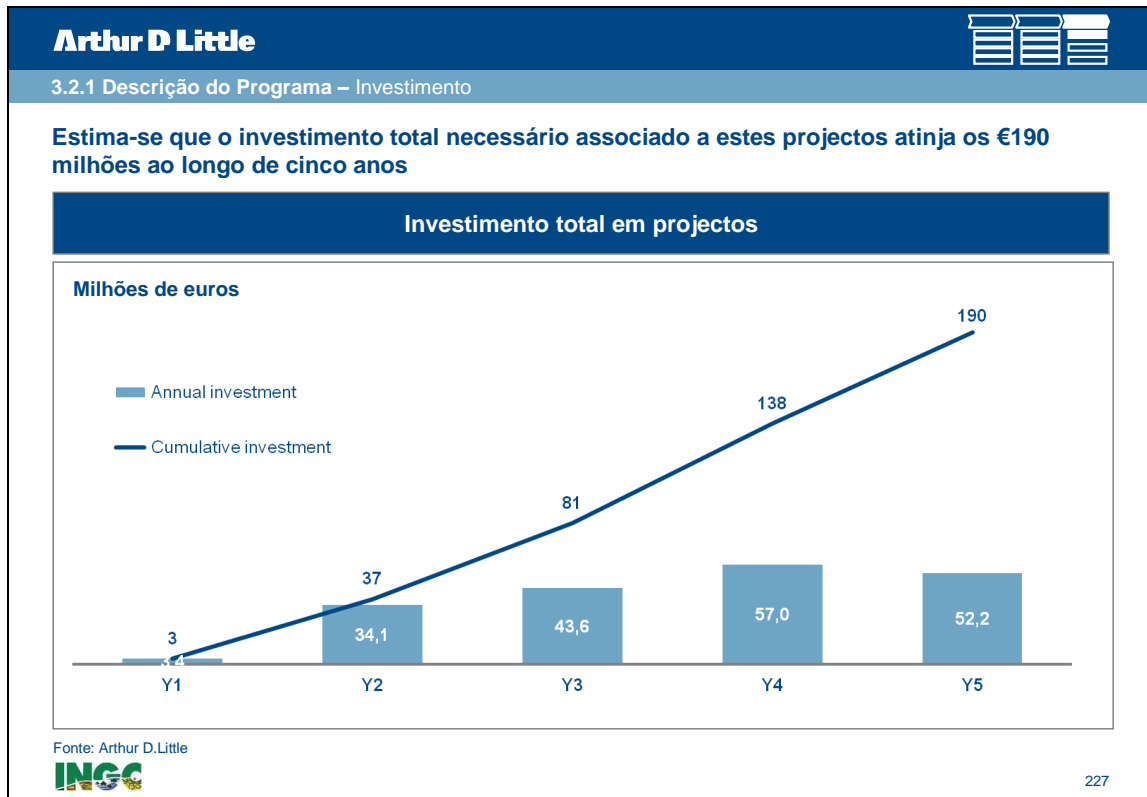 Arthur D Little
3.2.1 Descrição do Programa – Investimento
Estima-se que o investimento total necessário associado a estes projectos atinja os €190
milhões ao longo de cinco anos
Investimento total em projectos
Milhões de euros
190
Annual investment
138
Cumulative investment
81
37
3
34,1
43,6
57,0
52,2
3,4
Y1
Y2
Y3
Y4
Y5
Fonte: Arthur D.Little
INGC
227